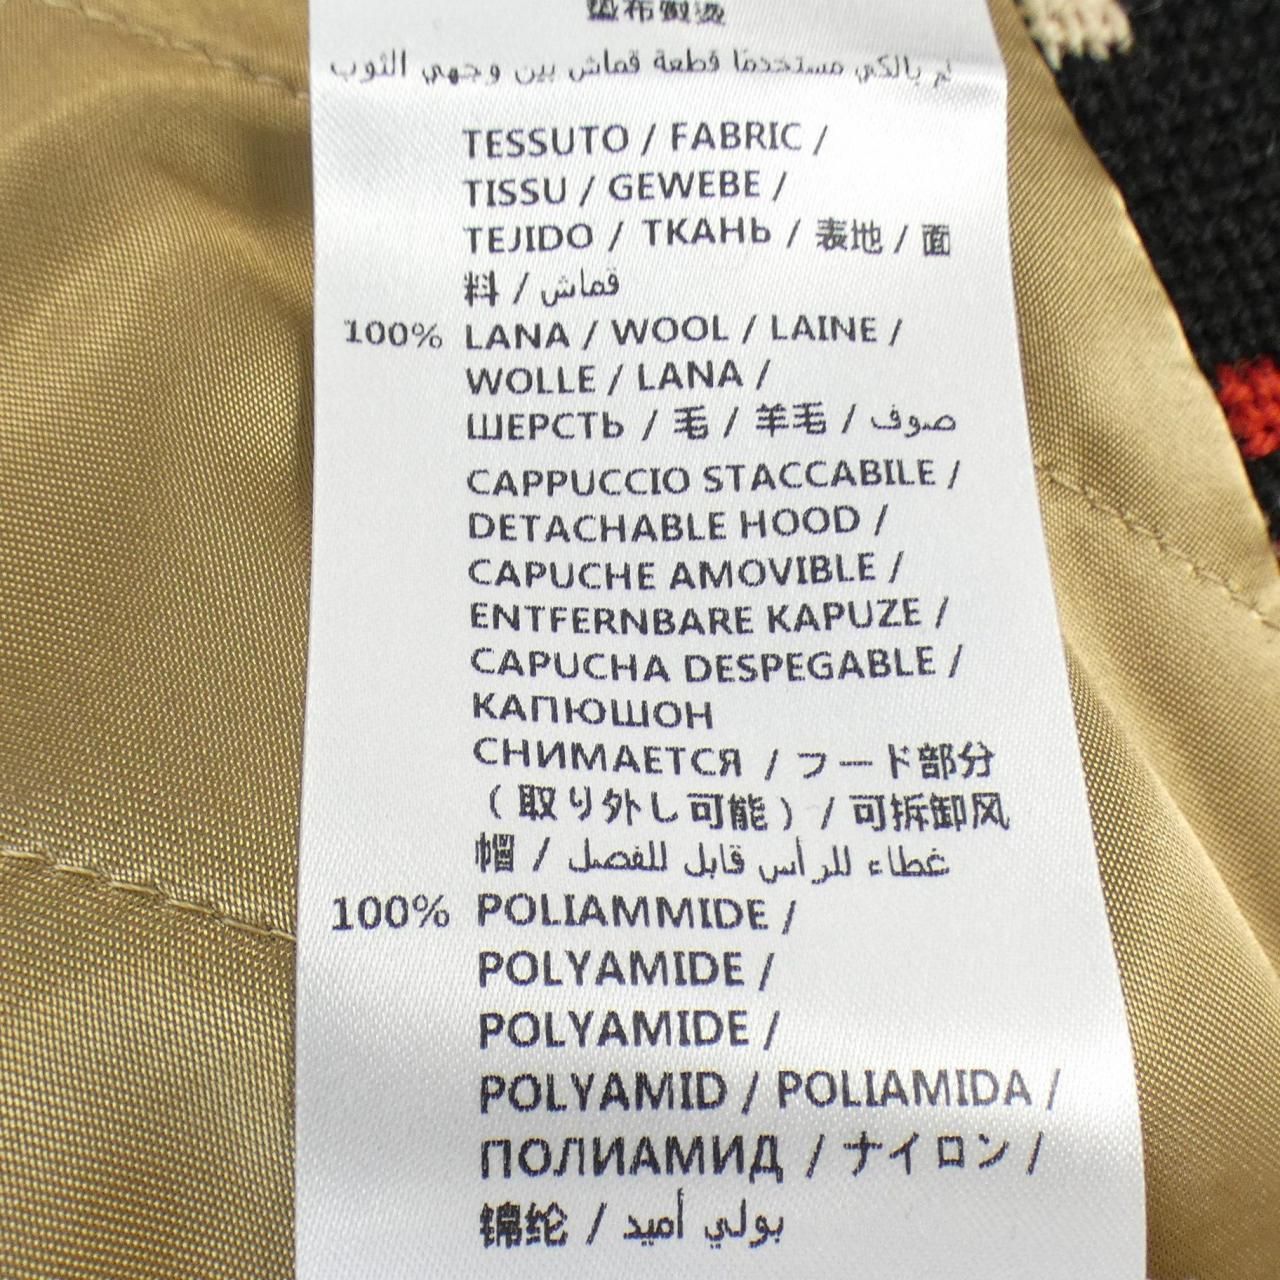 墊布製燙
ثم بالكي مستخدمًا قطعة قماش بين وجهي الثوب
TESSUTO / FABRIC /
TISSU / GEWEBE /
TEJIDO / ТКАНЬ / 表地 / 面
料 / قماش
100% LANA / WOOL / LAINE /
WOLLE / LANA /
ШЕРСТЬ / 毛 / 羊毛 / صوف
CAPPUCCIO STACCABILE /
DETACHABLE HOOD /
CAPUCHE AMOVIBLE /
ENTFERNBARE KAPUZE /
CAPUCHA DESPEGABLE /
КАПЮШОН
СНИМАЕТСЯ / フード部分
（取り外し可能）/ 可拆卸风
帽 / غطاء للرأس قابل للفصل
100% POLIAMMIDE /
POLYAMIDE /
POLYAMIDE /
POLYAMID / POLIAMIDA /
ПОЛИАМИД / ナイロン /
锦纶 / بولي أميد